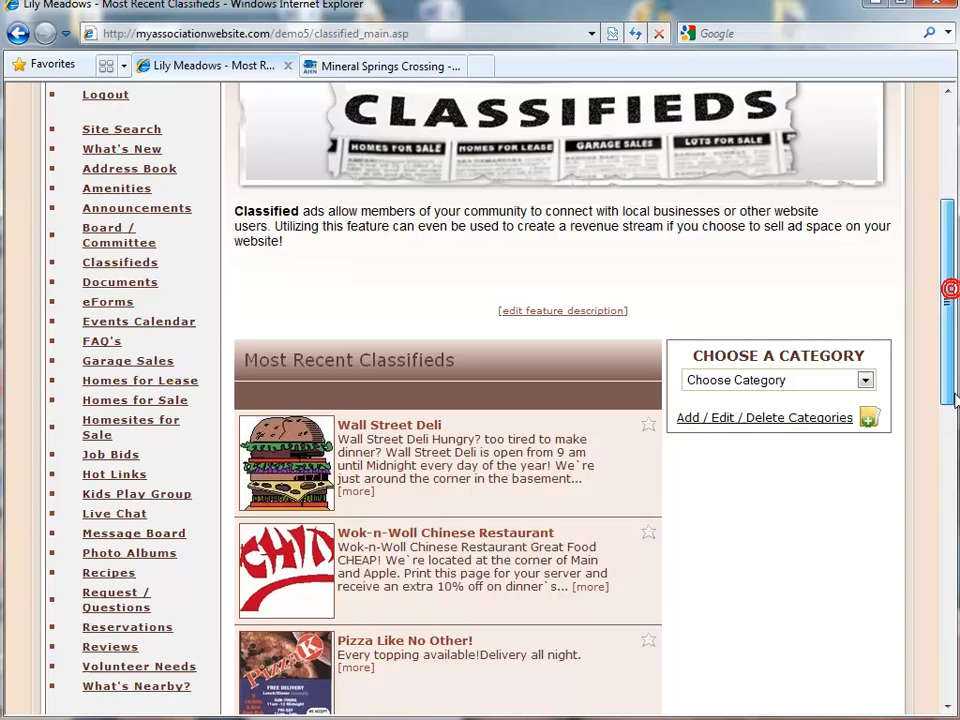 Lily Meadows - Most Recent Classifieds - Windows Internet Explorer
http://myassociationwebsite.com/demo5/classified_main.asp
Google
Favorites
Lily Meadows - Most R...
Mineral Springs Crossing -...
Logout
Site Search
What's New
Address Book
Amenities
Announcements
Board /
Committee
Classifieds
Documents
eForms
Events Calendar
FAQ's
Garage Sales
Homes for Lease
Homes for Sale
Homesites for
Sale
Job Bids
Hot Links
Kids Play Group
Live Chat
Message Board
Photo Albums
Recipes
Request /
Questions
Reservations
Reviews
Volunteer Needs
What's Nearby?
CLASSIFIEDS
HOMES FOR SALE
HOMES FOR LEASE
GARAGE SALES
LOTS FOR SALE
Classified ads allow members of your community to connect with local businesses or other website
users. Utilizing this feature can even be used to create a revenue stream if you choose to sell ad space on your
website!
[edit feature description]
Most Recent Classifieds
Wall Street Deli
Wall Street Deli Hungry? too tired to make
dinner? Wall Street Deli is open from 9 am
until Midnight every day of the year! We`re
just around the corner in the basement...
[more]
CHIN
Wok-n-Woll Chinese Restaurant
Wok-n-Woll Chinese Restaurant Great Food
CHEAP! We`re located at the corner of Main
and Apple. Print this page for your server and
receive an extra 10% off on dinner`s... [more]
Pizza K
FREE DELIVERY
Pizza Like No Other!
Every topping available!Delivery all night.
[more]
CHOOSE A CATEGORY
Choose Category
Add / Edit / Delete Categories